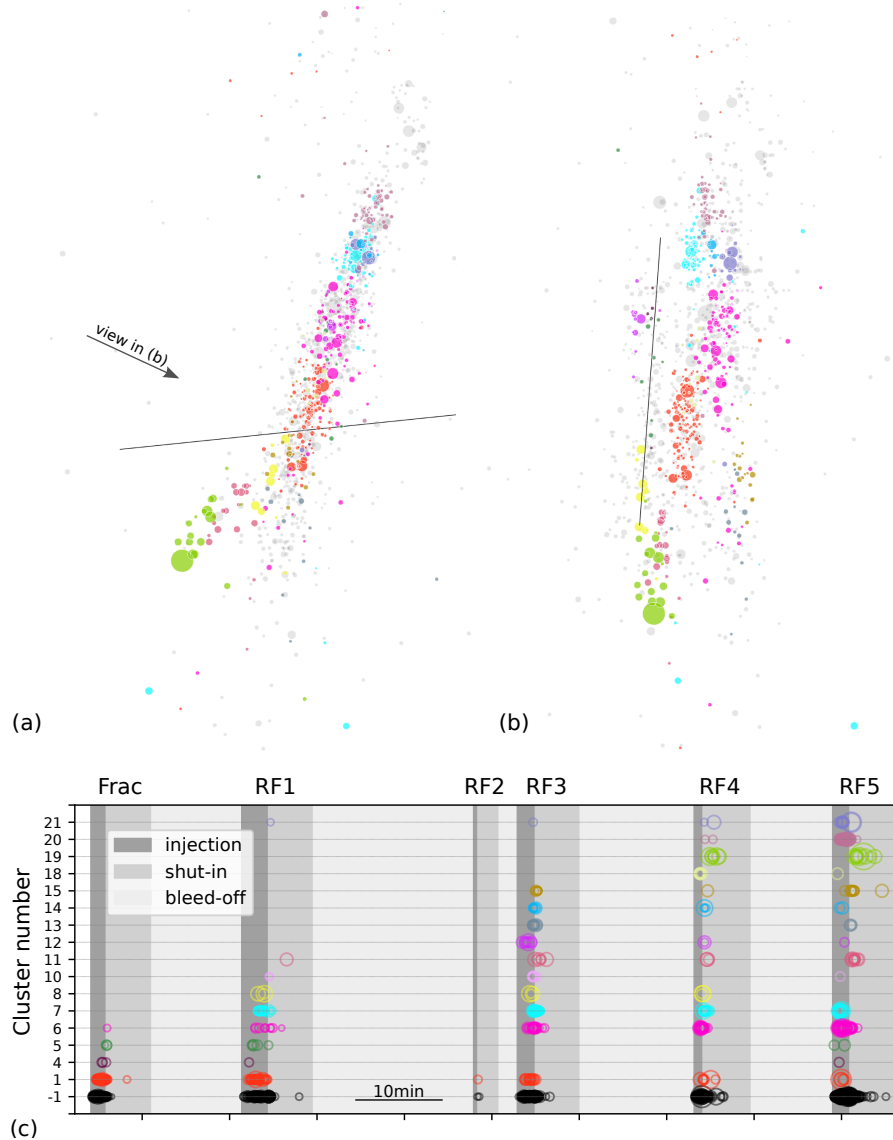 view in (b)
(a)
(b)
Frac RF1 RF2 RF3 RF4 RF5
21
20
19
18
15
14
13
12
11
10
8
7
6
5
4
1
-1
Cluster number
injection
shut-in
bleed-off
10min
(c)